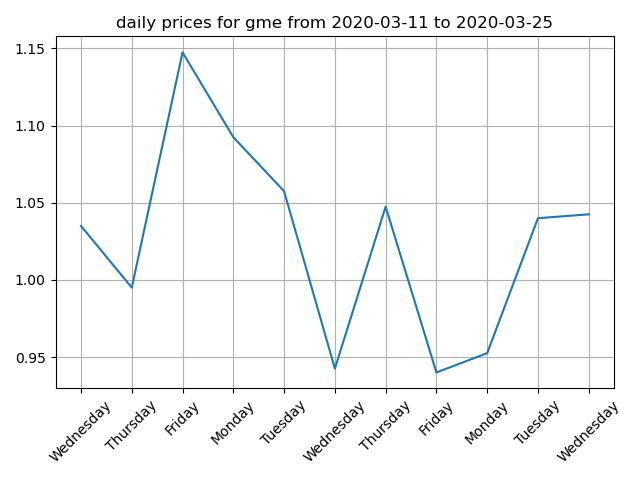 daily prices for gme from 2020-03-11 to 2020-03-25
1.15
1.10
1.05
1.00
0.95
Wednesday
Thursday
Friday
Monday
Tuesday
Wednesday
Thursday
Friday
Monday
Tuesday
Wednesday